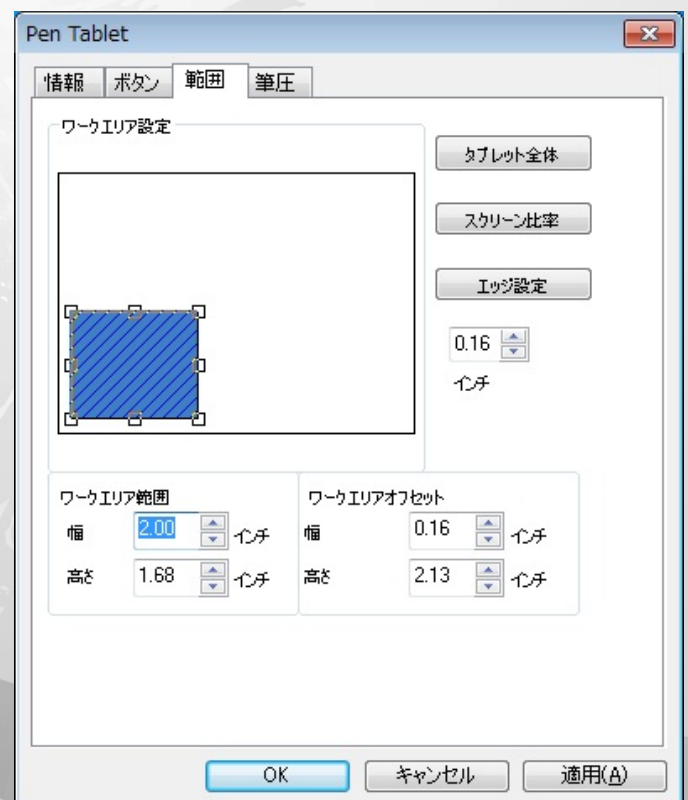 Pen Tablet
情報 ボタン 範囲 筆圧
ワークエリア設定
タブレット全体
スクリーン比率
エッジ設定
0.16
インチ
ワークエリア範囲
幅 2.00 インチ
高さ 1.68 インチ
ワークエリアオフセット
幅 0.16 インチ
高さ 2.13 インチ
OK キャンセル 適用(A)